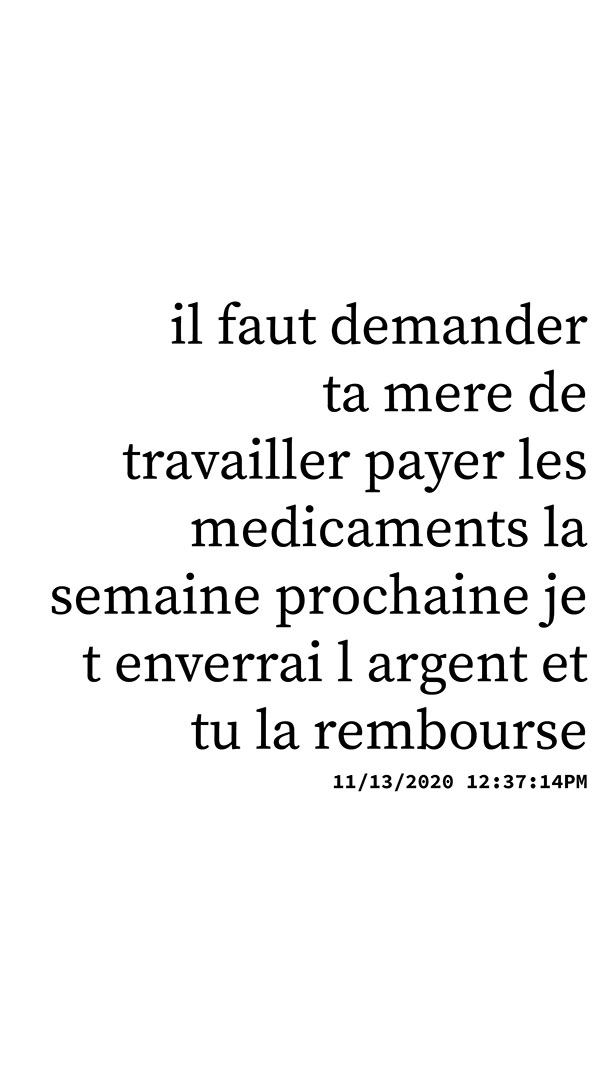 il faut demander
ta mere de
travailler payer les
medicaments la
semaine prochaine je
t enverrai l argent et
tu la rembourse
11/13/2020 12:37:14PM